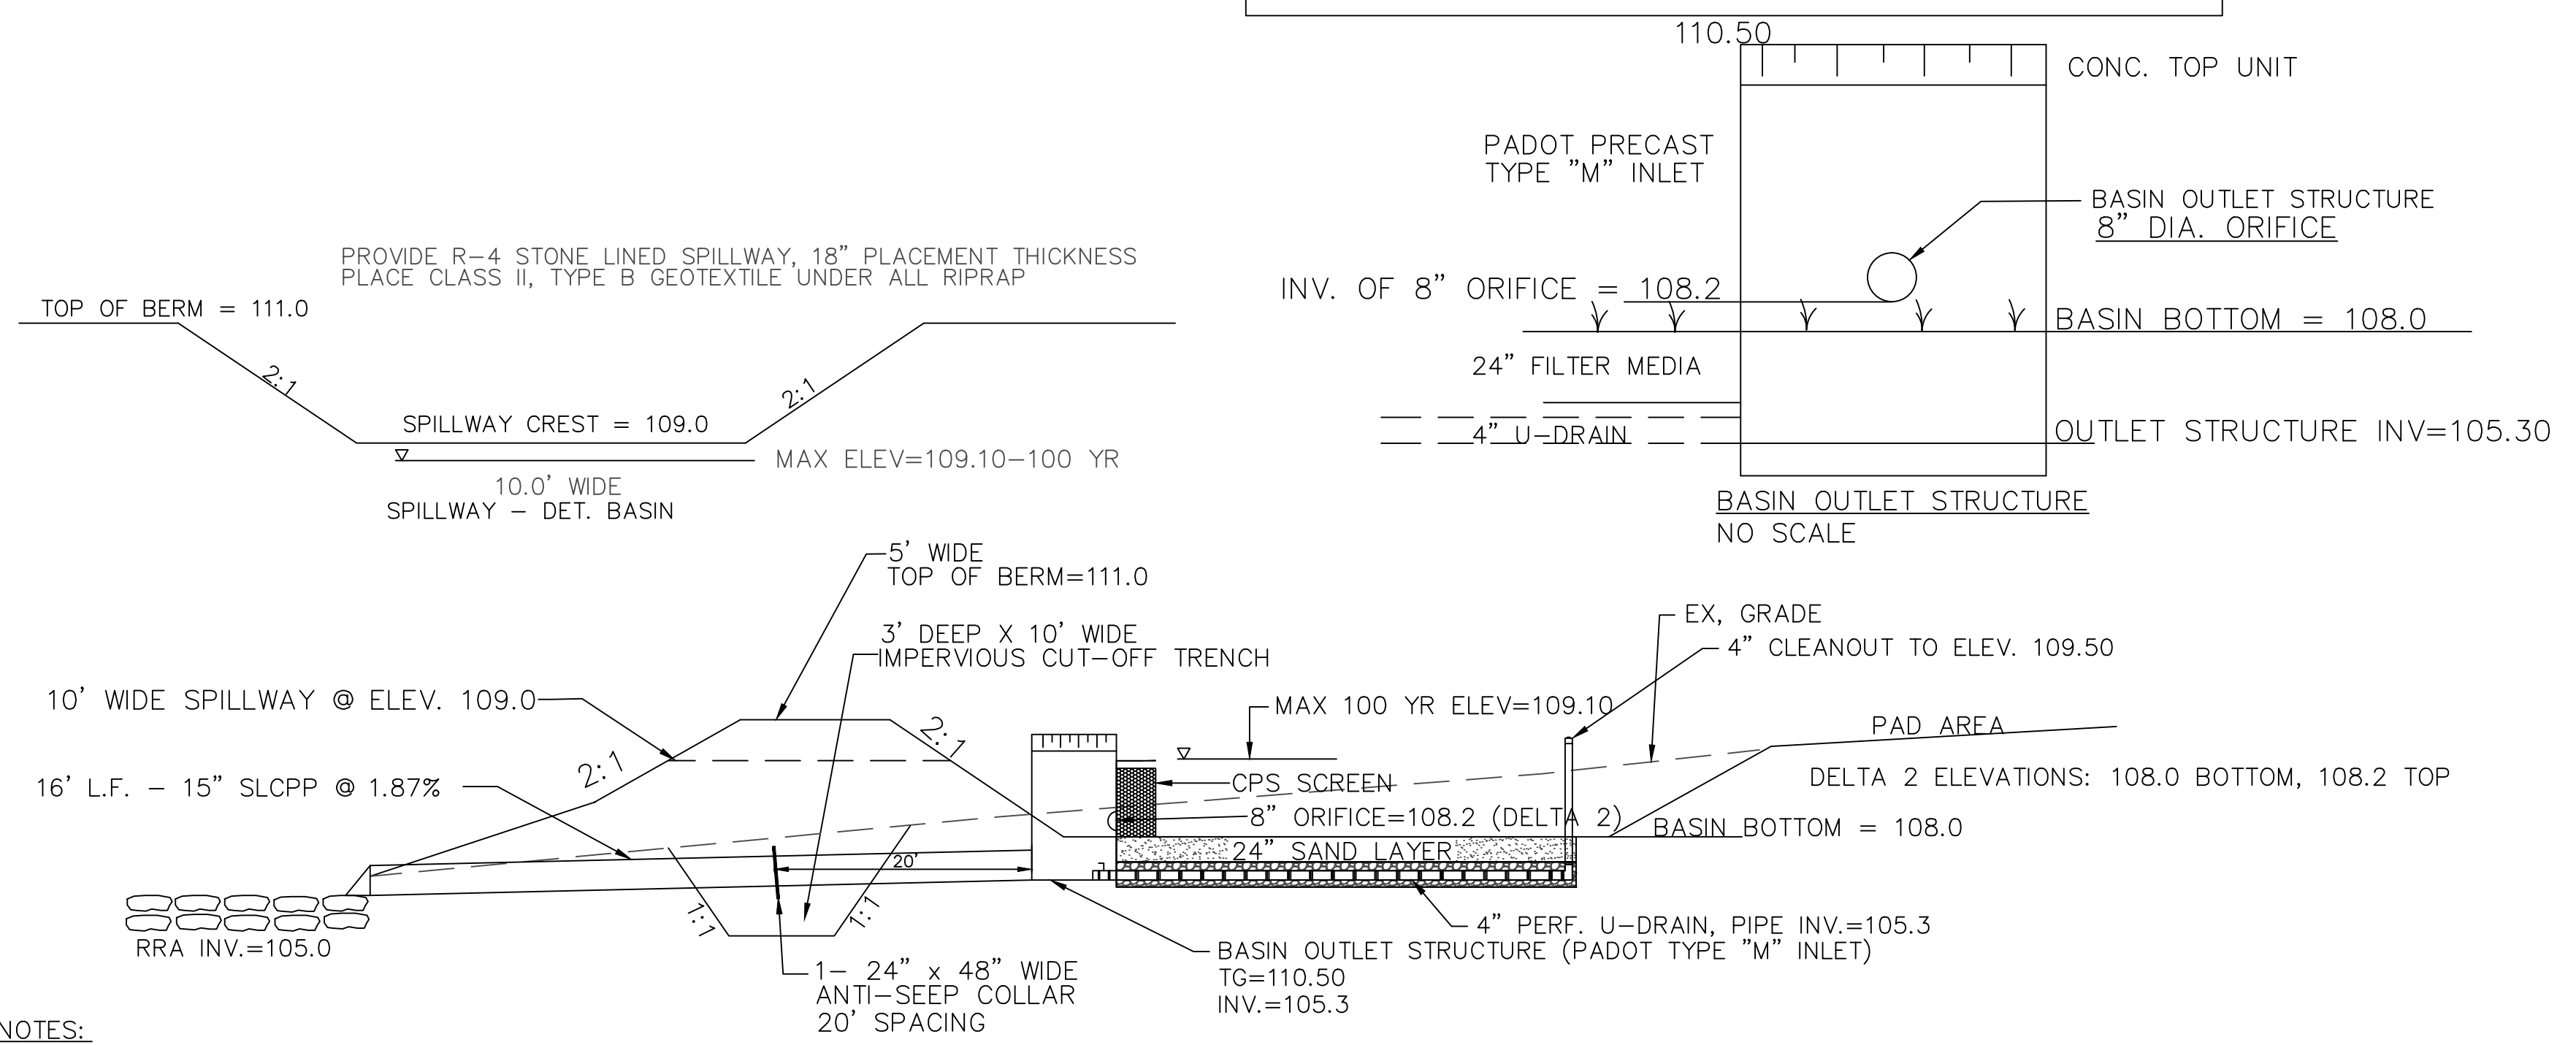 110.50
CONC. TOP UNIT
PADOT PRECAST
TYPE "M" INLET
BASIN OUTLET STRUCTURE
8" DIA. ORIFICE
INV. OF 8" ORIFICE = 108.2
BASIN BOTTOM = 108.0
24" FILTER MEDIA
4" U-DRAIN
OUTLET STRUCTURE INV=105.30
BASIN OUTLET STRUCTURE
NO SCALE
PROVIDE R-4 STONE LINED SPILLWAY, 18" PLACEMENT THICKNESS
PLACE CLASS II, TYPE B GEOTEXTILE UNDER ALL RIPRAP
TOP OF BERM = 111.0
2:1
2:1
SPILLWAY CREST = 109.0
MAX ELEV=109.10-100 YR
10.0' WIDE
SPILLWAY - DET. BASIN
5' WIDE
TOP OF BERM=111.0
3' DEEP X 10' WIDE
IMPERVIOUS CUT-OFF TRENCH
EX, GRADE
4" CLEANOUT TO ELEV. 109.50
10' WIDE SPILLWAY @ ELEV. 109.0
MAX 100 YR ELEV=109.10
PAD AREA
2:1
2:1
16' L.F. - 15" SLCPP @ 1.87%
CPS SCREEN
DELTA 2 ELEVATIONS: 108.0 BOTTOM, 108.2 TOP
8" ORIFICE=108.2 (DELTA 2)
BASIN BOTTOM = 108.0
24" SAND LAYER
20'
1:1
1:1
RRA INV.=105.0
4" PERF. U-DRAIN, PIPE INV.=105.3
BASIN OUTLET STRUCTURE (PADOT TYPE "M" INLET)
TG=110.50
INV.=105.3
1- 24" x 48" WIDE
ANTI-SEEP COLLAR
20' SPACING
NOTES: